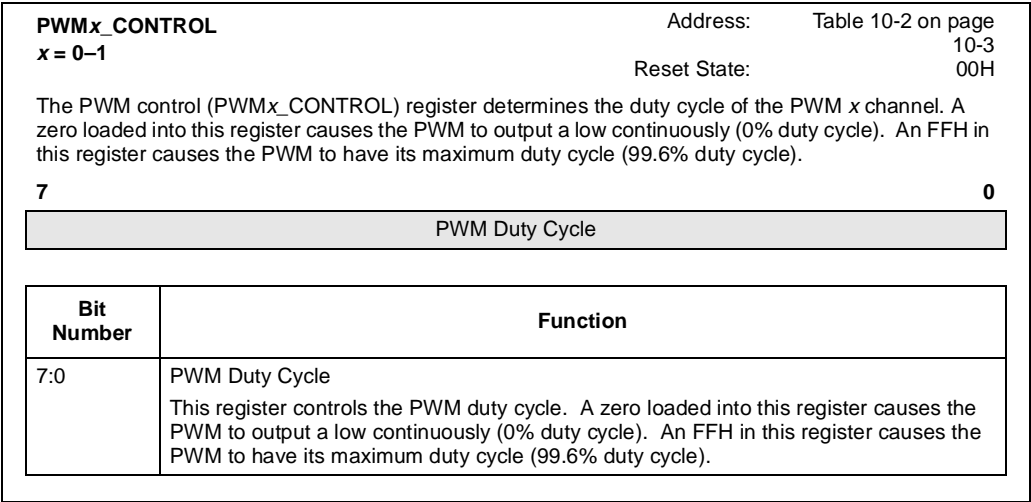 PWMx_CONTROL
x = 0–1
Address: Table 10-2 on page
10-3
Reset State: 00H
The PWM control (PWMx_CONTROL) register determines the duty cycle of the PWM x channel. A
zero loaded into this register causes the PWM to output a low continuously (0% duty cycle). An FFH in
this register causes the PWM to have its maximum duty cycle (99.6% duty cycle).
7 0
PWM Duty Cycle
Bit
Number
Function
7:0 PWM Duty Cycle
This register controls the PWM duty cycle. A zero loaded into this register causes the
PWM to output a low continuously (0% duty cycle). An FFH in this register causes the
PWM to have its maximum duty cycle (99.6% duty cycle).